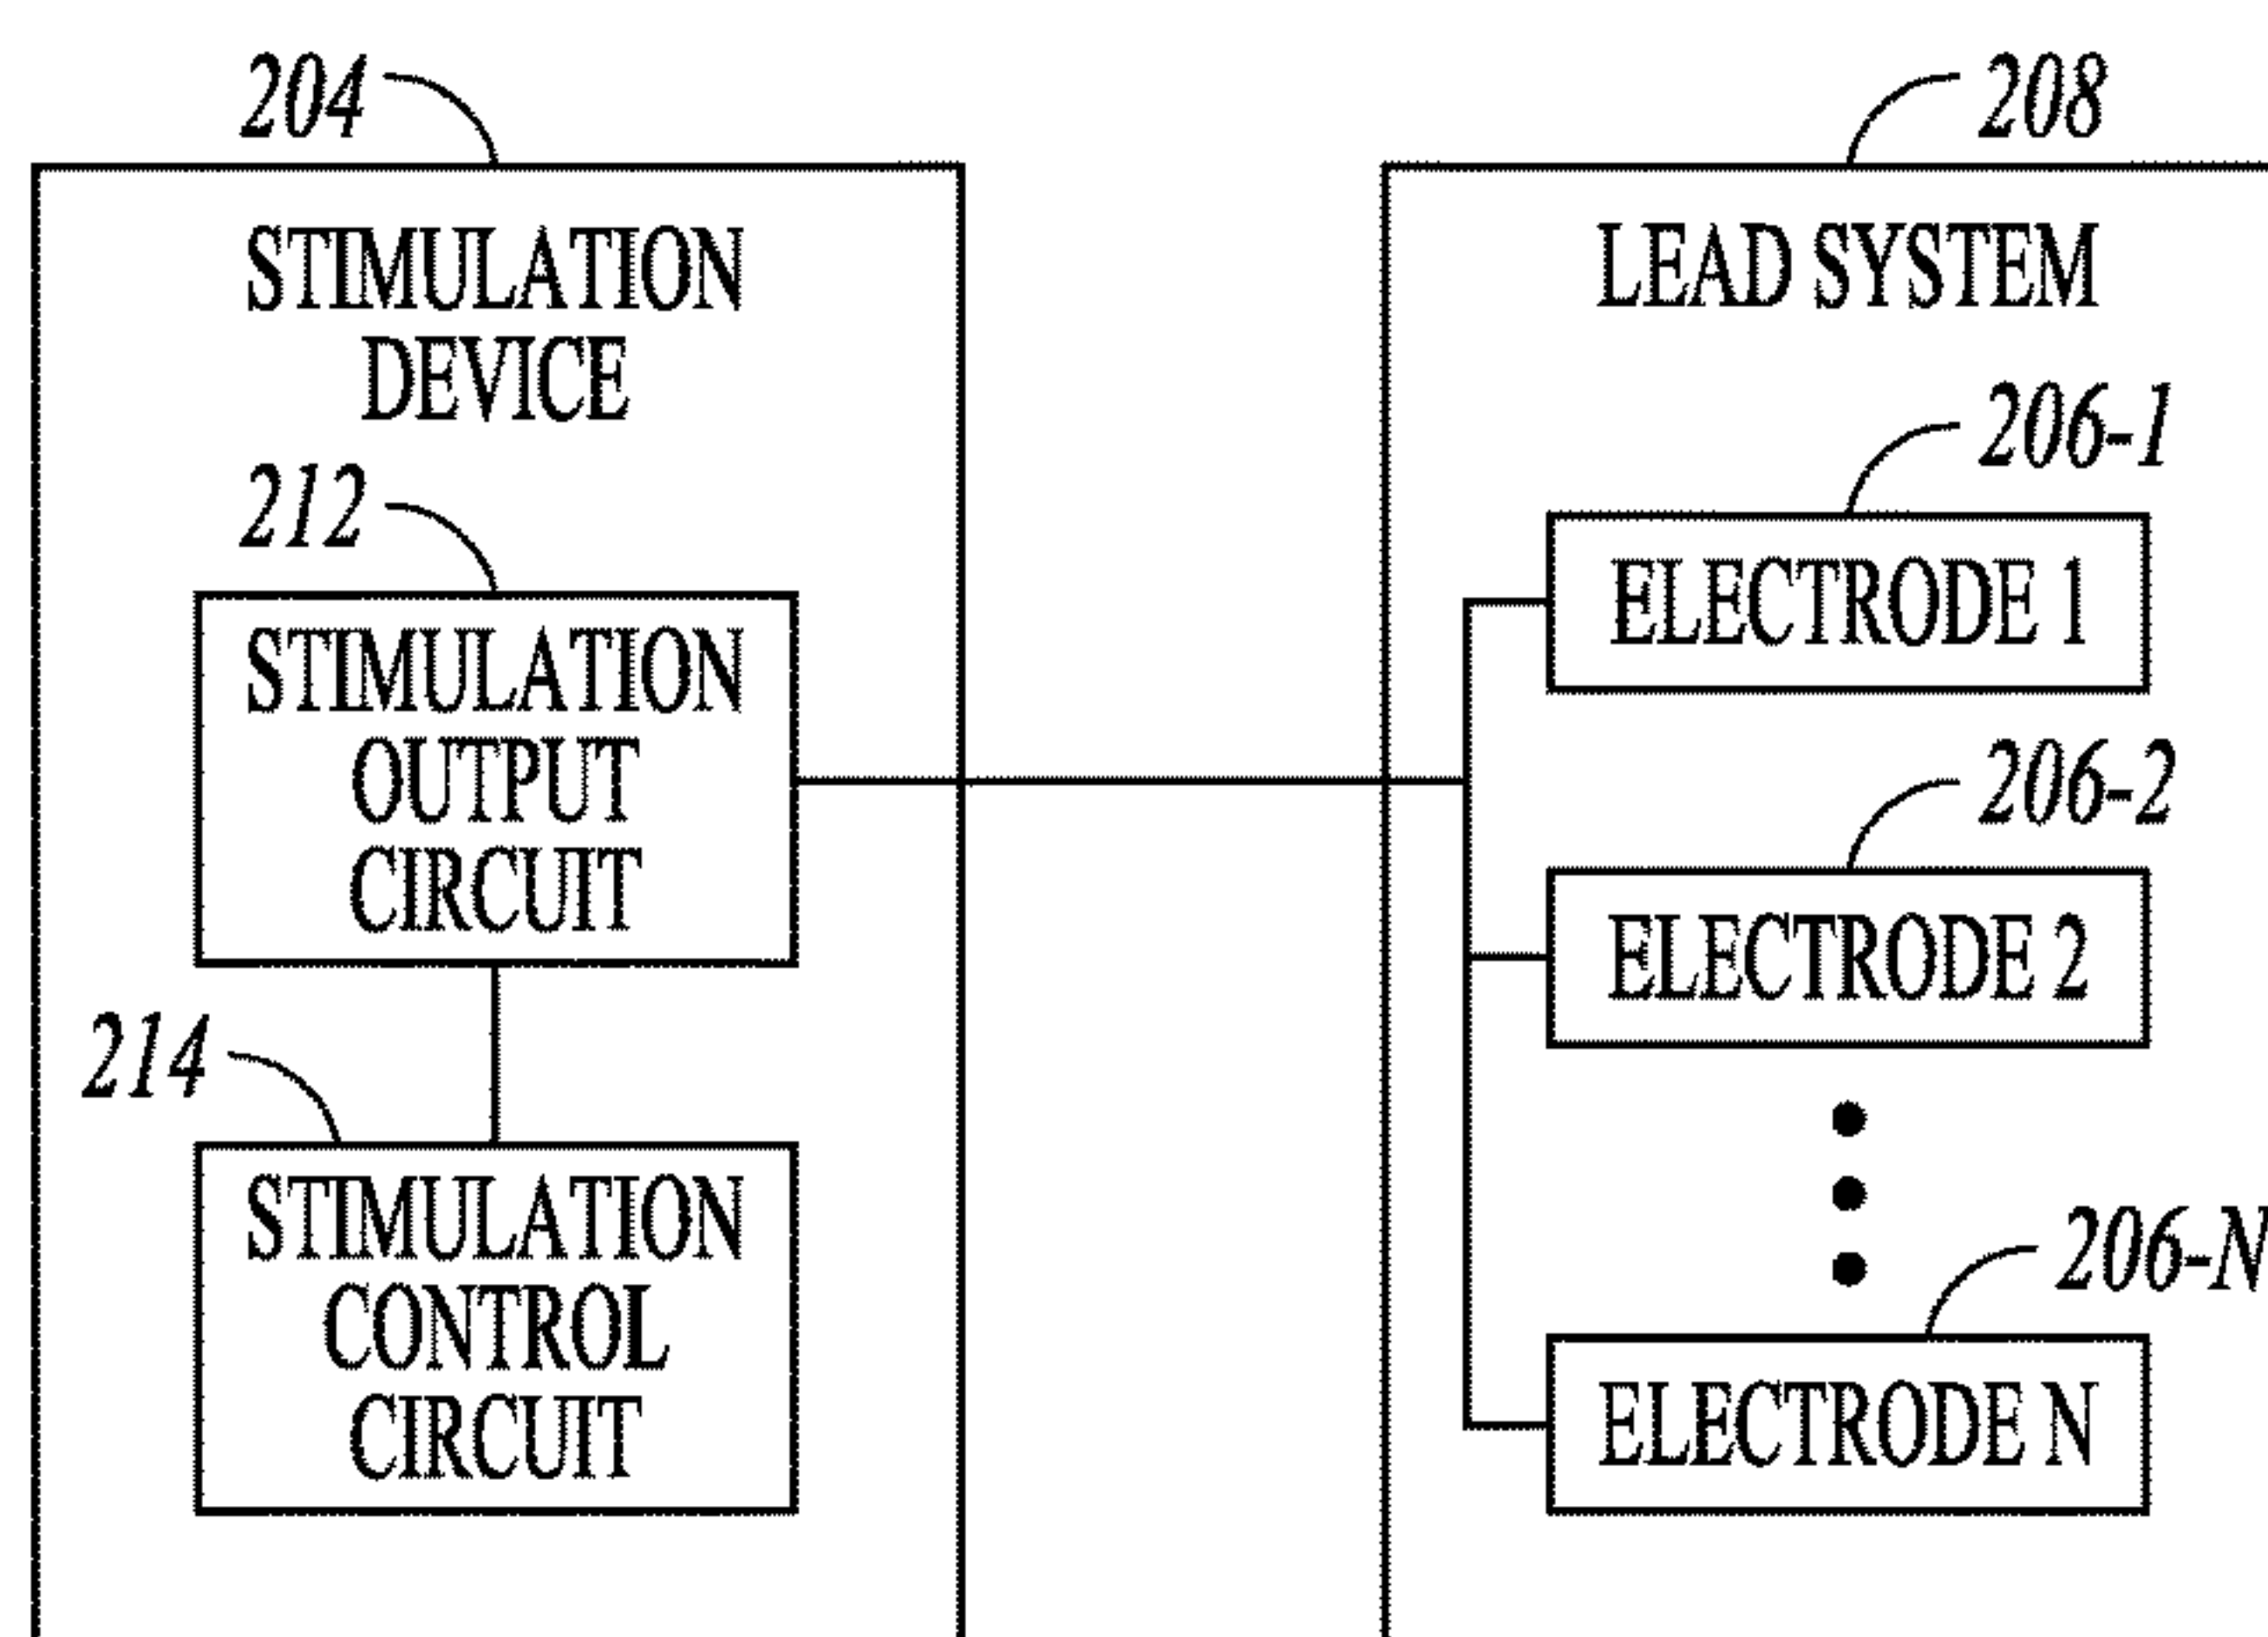 204
STIMULATION
DEVICE
212
STIMULATION
OUTPUT
CIRCUIT
214
STIMULATION
CONTROL
CIRCUIT
208
LEAD SYSTEM
206-1
ELECTRODE 1
206-2
ELECTRODE 2
206-N
ELECTRODE N